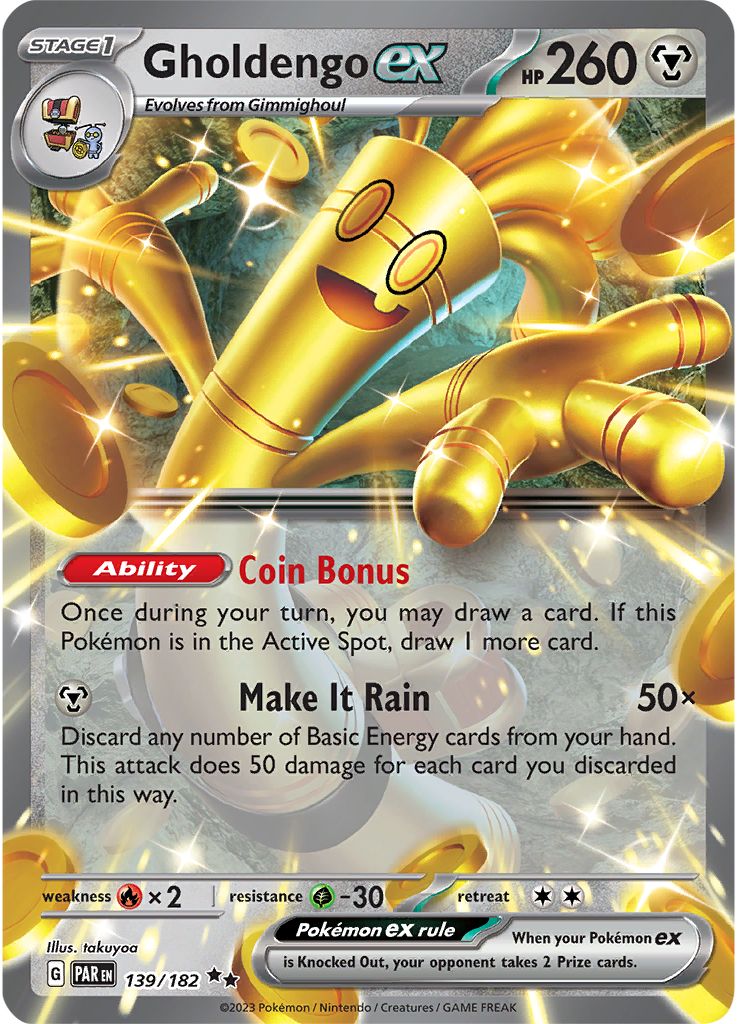 STAGE1
Gholdengo ex
HP 260
Evolves from Gimmighoul
Ability Coin Bonus
Once during your turn, you may draw a card. If this
Pokémon is in the Active Spot, draw 1 more card.
Make It Rain 50×
Discard any number of Basic Energy cards from your hand.
This attack does 50 damage for each card you discarded
in this way.
weakness ×2 resistance -30 retreat
Illus. takuyoa
Pokémon ex rule When your Pokémon ex
is Knocked Out, your opponent takes 2 Prize cards.
G PAR EN 139/182
©2023 Pokémon / Nintendo / Creatures / GAME FREAK